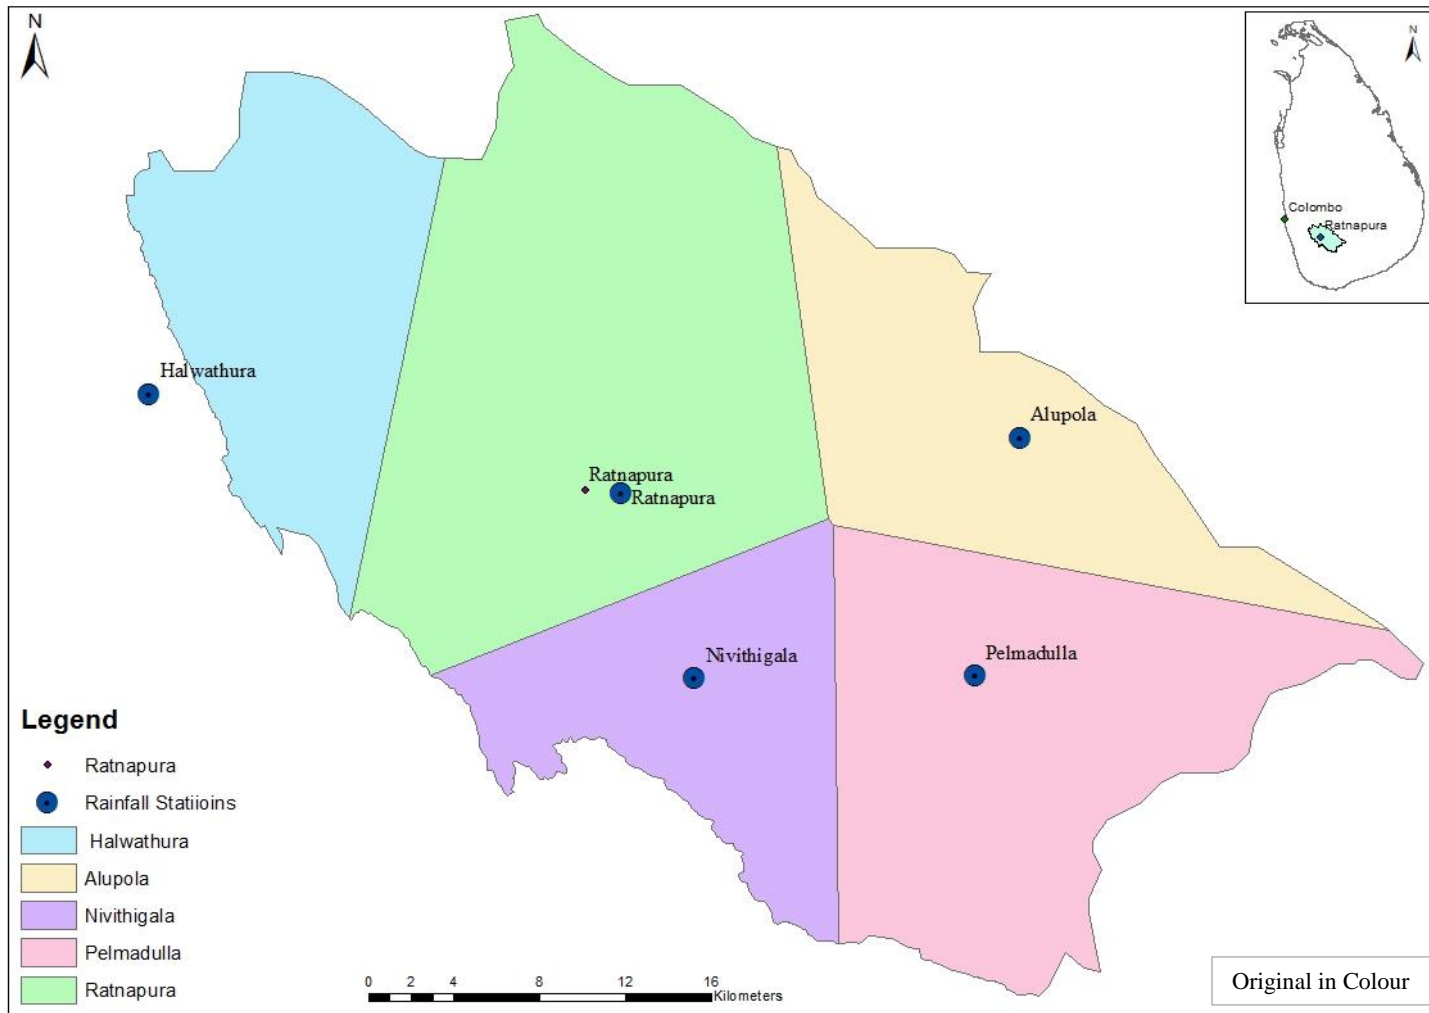 N
N
Colombo
Ratnapura
Halwathura
Alupola
Ratnapura
Ratnapura
Nivithigala
Pelmadulla
Legend
Ratnapura
Rainfall Statiioins
Halwathura
Alupola
Nivithigala
Pelmadulla
Ratnapura
0 2 4 8 12 16
Kilometers
Original in Colour